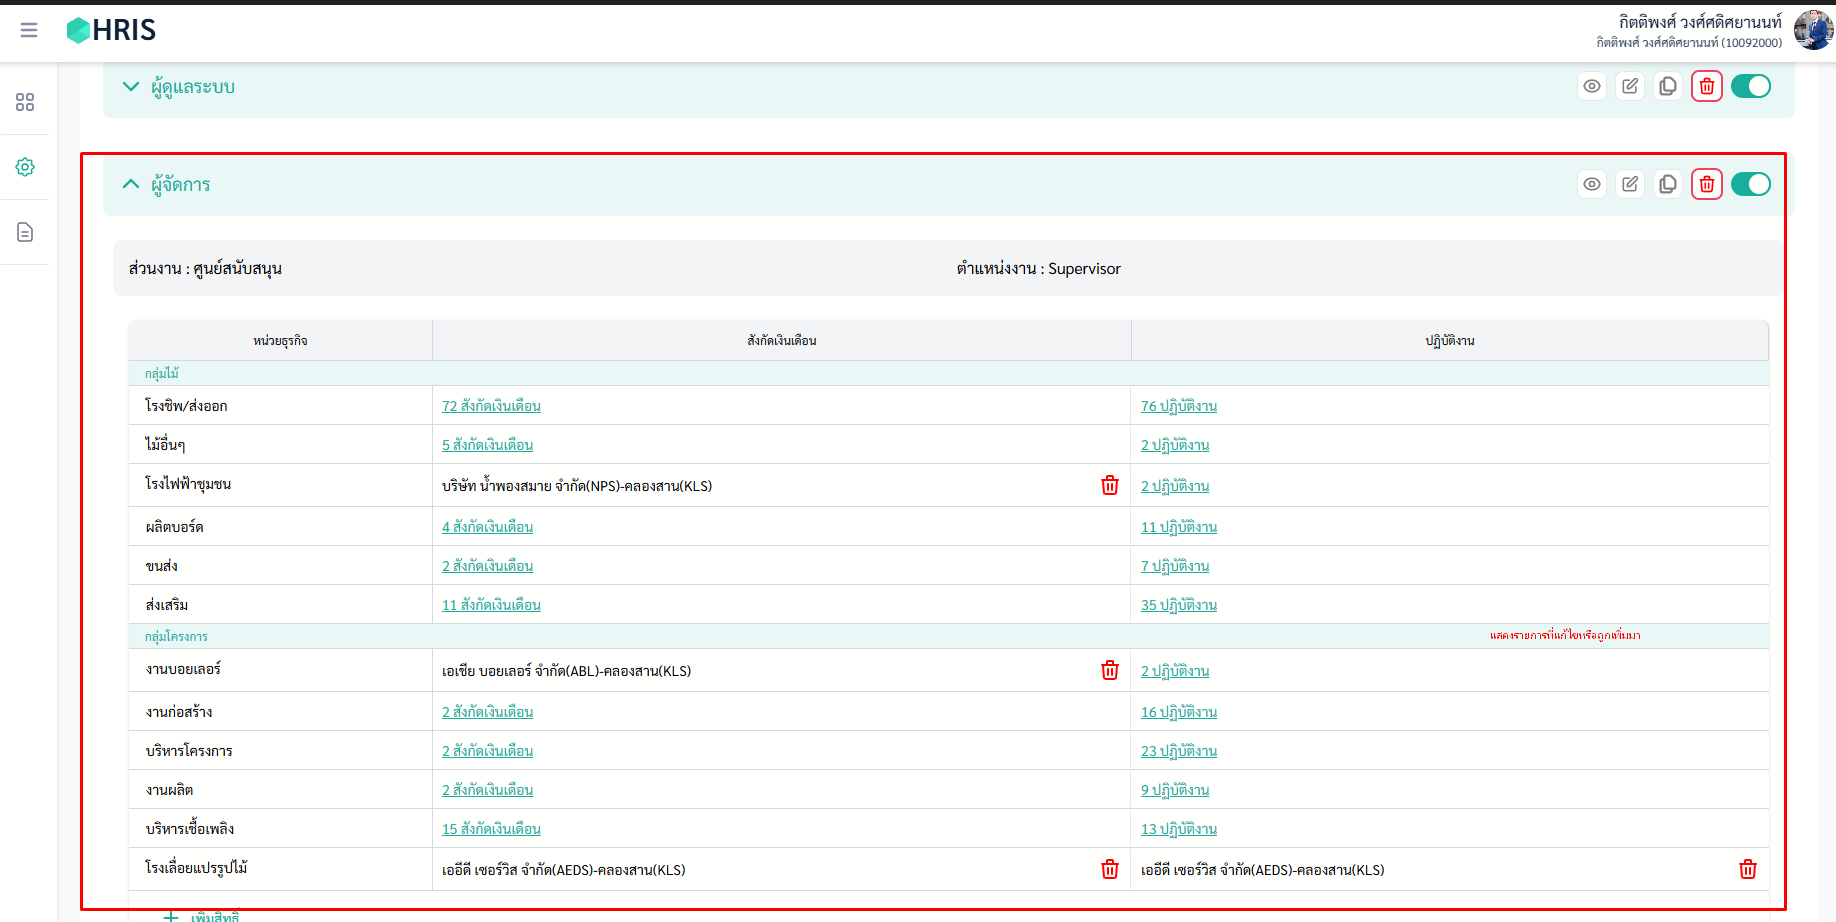 HRIS
กิตติพงศ์ วงศ์ศดิศยานนท์
กิตติพงศ์ วงศ์ศดิศยานนท์ (10092000)
ผู้ดูแลระบบ
ผู้จัดการ
ส่วนงาน : ศูนย์สนับสนุน ตำแหน่งงาน : Supervisor
หน่วยธุรกิจ สังกัดเงินเดือน ปฏิบัติงาน
กลุ่มไม้
โรงชิพ/ส่งออก 72 สังกัดเงินเดือน 76 ปฏิบัติงาน
ไม้อื่นๆ 5 สังกัดเงินเดือน 2 ปฏิบัติงาน
โรงไฟฟ้าชุมชน บริษัท น้ำพองสมาย จำกัด(NPS)-คลองสาน(KLS) 2 ปฏิบัติงาน
ผลิตบอร์ด 4 สังกัดเงินเดือน 11 ปฏิบัติงาน
ขนส่ง 2 สังกัดเงินเดือน 7 ปฏิบัติงาน
ส่งเสริม 11 สังกัดเงินเดือน 35 ปฏิบัติงาน
กลุ่มโครงการ แสดงรายการที่แก้ไขหรือถูกเพิ่มมา
งานบอยเลอร์ เอเชีย บอยเลอร์ จำกัด(ABL)-คลองสาน(KLS) 2 ปฏิบัติงาน
งานก่อสร้าง 2 สังกัดเงินเดือน 16 ปฏิบัติงาน
บริหารโครงการ 2 สังกัดเงินเดือน 23 ปฏิบัติงาน
งานผลิต 2 สังกัดเงินเดือน 9 ปฏิบัติงาน
บริหารเชื้อเพลิง 15 สังกัดเงินเดือน 13 ปฏิบัติงาน
โรงเลื่อยแปรรูปไม้ เออีดี เซอร์วิส จำกัด(AEDS)-คลองสาน(KLS) เออีดี เซอร์วิส จำกัด(AEDS)-คลองสาน(KLS)
เพิ่มสิทธิ์